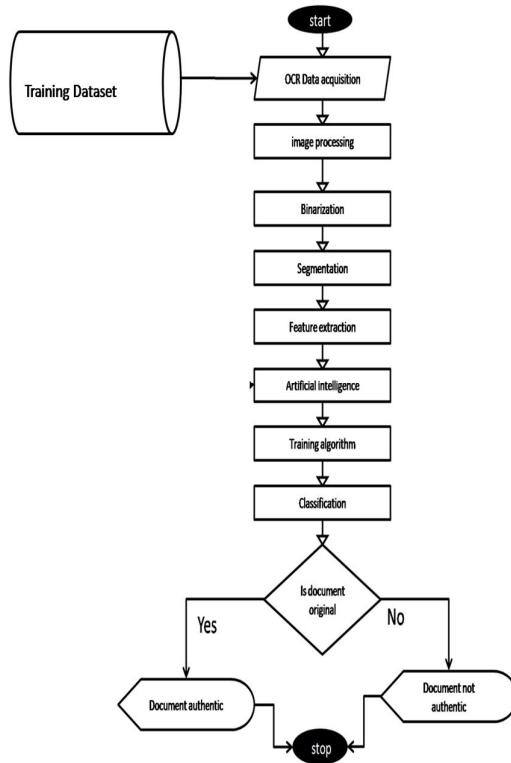 start
Training Dataset
OCR Data acquisition
image processing
Binarization
Segmentation
Feature extraction
Artificial intelligence
Training algorithm
Classification
Is document
original
Yes
No
Document authentic
Document not
authentic
stop